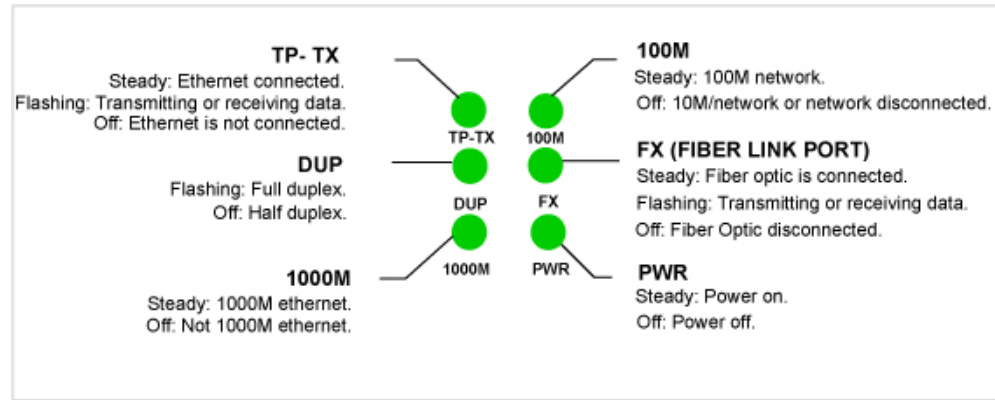 TP- TX
Steady: Ethernet connected.
Flashing: Transmitting or receiving data.
Off: Ethernet is not connected.
DUP
Flashing: Full duplex.
Off: Half duplex.
1000M
Steady: 1000M ethernet.
Off: Not 1000M ethernet.
TP-TX
100M
DUP
FX
1000M
PWR
100M
Steady: 100M network.
Off: 10M/network or network disconnected.
FX (FIBER LINK PORT)
Steady: Fiber optic is connected.
Flashing: Transmitting or receiving data.
Off: Fiber Optic disconnected.
PWR
Steady: Power on.
Off: Power off.